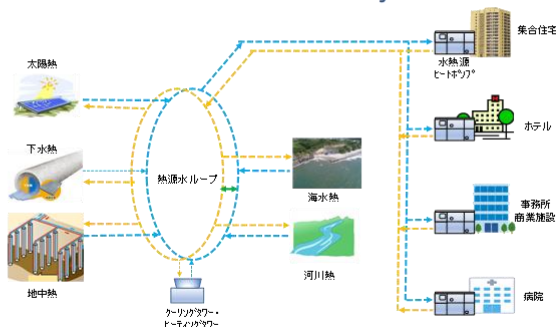 太陽熱
下水熱
地中熱
熱源水ループ
クーリングタワー・
ヒーティングタワー
海水熱
河川熱
水熱源
ヒートポンプ
集合住宅
ホテル
事務所
商業施設
病院